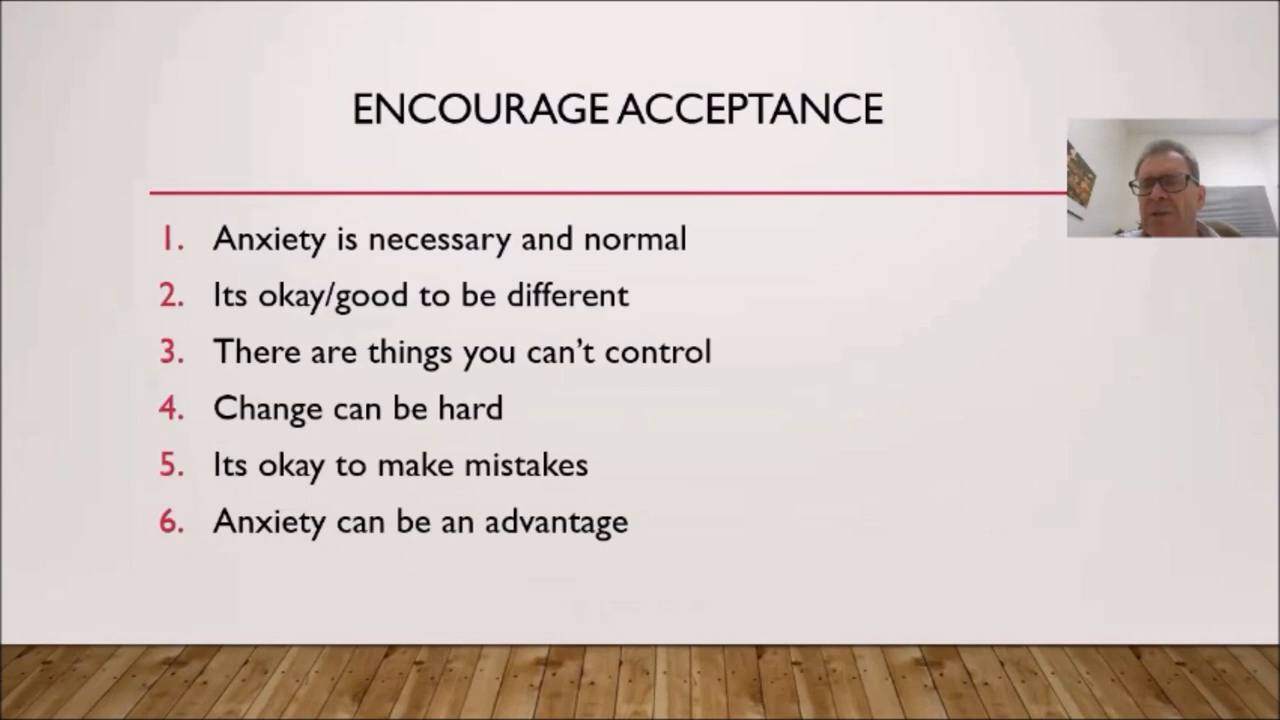 ENCOURAGE ACCEPTANCE
1. Anxiety is necessary and normal
2. Its okay/good to be different
3. There are things you can’t control
4. Change can be hard
5. Its okay to make mistakes
6. Anxiety can be an advantage